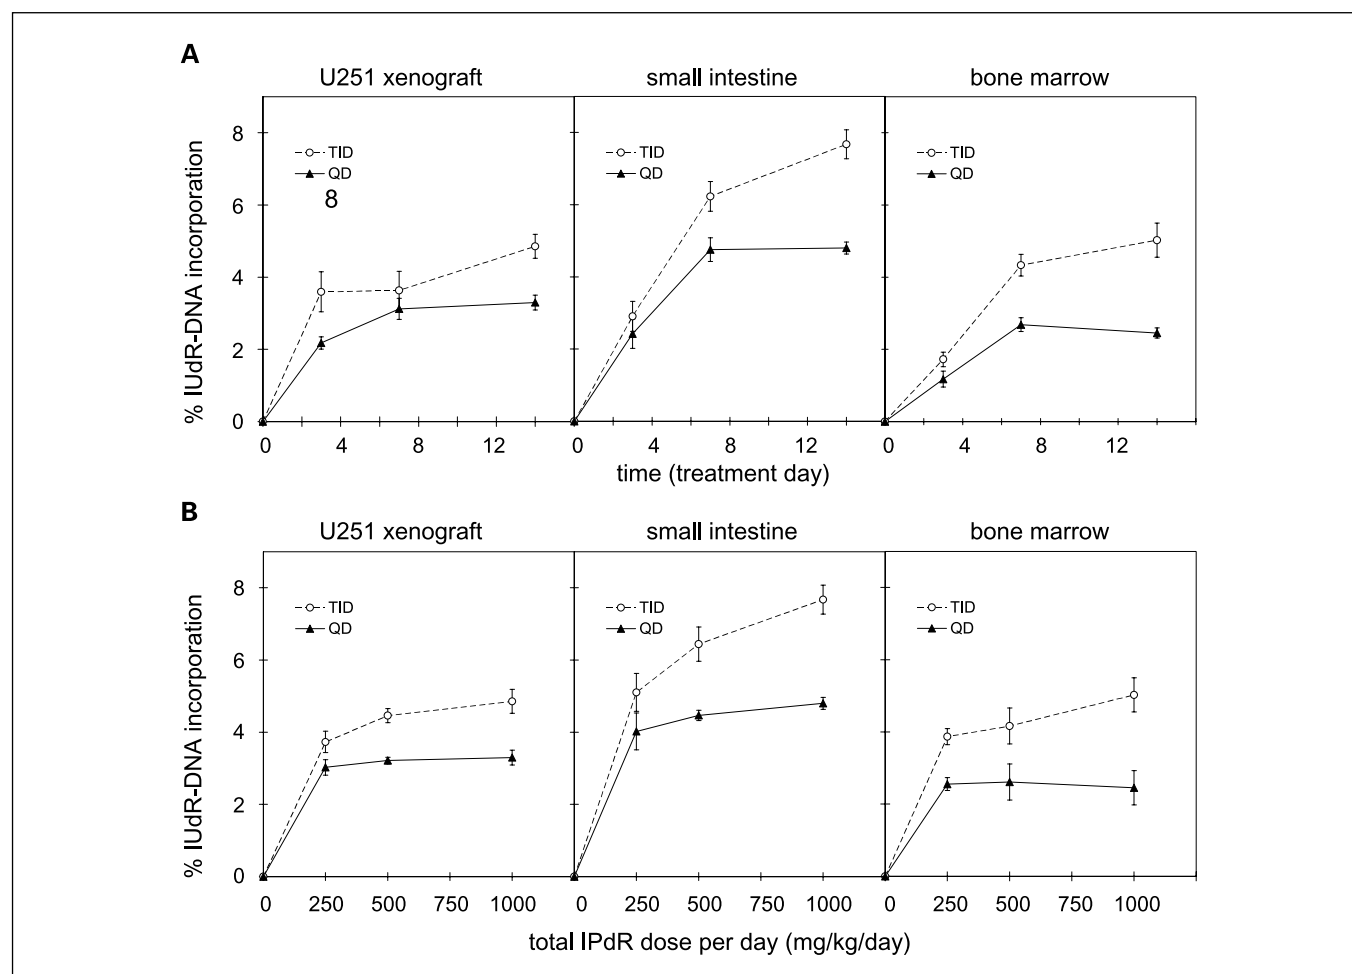 A
U251 xenograft small intestine bone marrow
8
TID TID TID
QD QD QD
8
6
4
2
0
% IUdR-DNA incorporation
0 4 8 12 0 4 8 12 0 4 8 12
time (treatment day)
B
U251 xenograft small intestine bone marrow
8
TID TID TID
QD QD QD
6
4
2
0
% IUdR-DNA incorporation
0 250 500 750 1000 0 250 500 750 1000 0 250 500 750 1000
total IPdR dose per day (mg/kg/day)